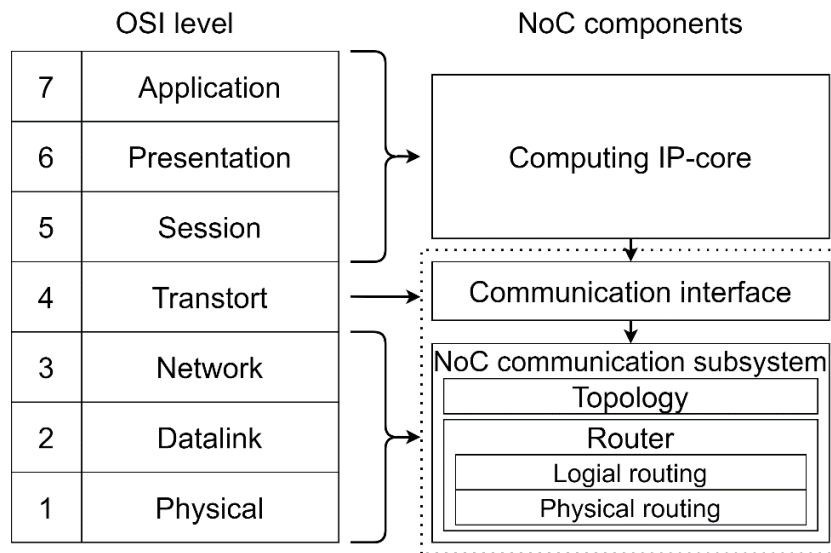 OSI level
NoC components
7 Application
6 Presentation
5 Session
4 Transtort
3 Network
2 Datalink
1 Physical
Computing IP-core
Communication interface
NoC communication subsystem
Topology
Router
Logial routing
Physical routing